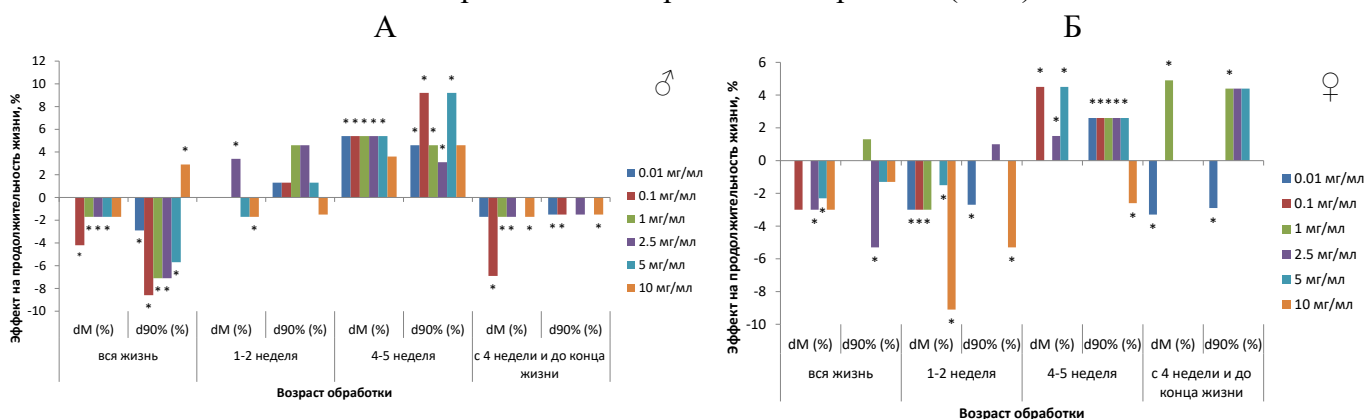 А
Б
Эффект на продолжительность жизни, %
12
10
8
6
4
2
0
-2
-4
-6
-8
-10
dM (%) d90% (%) dM (%) d90% (%) dM (%) d90% (%) dM (%) d90% (%)
вся жизнь 1-2 неделя 4-5 неделя с 4 недели и до конца
жизни
Возраст обработки
♂
0.01 мг/мл
0.1 мг/мл
1 мг/мл
2.5 мг/мл
5 мг/мл
10 мг/мл
Эффект на продолжительность жизни, %
6
4
2
0
-2
-4
-6
-8
-10
dM (%) d90% (%) dM (%) d90% (%) dM (%) d90% (%) dM (%) d90% (%)
вся жизнь 1-2 неделя 4-5 неделя с 4 недели и до
конца жизни
Возраст обработки
♀
0.01 мг/мл
0.1 мг/мл
1 мг/мл
2.5 мг/мл
5 мг/мл
10 мг/мл